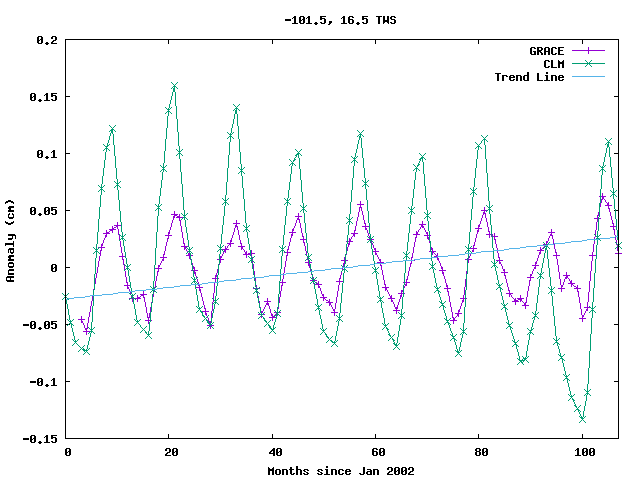 -101.5, 16.5 TWS
GRACE
CLM
Trend Line
0.2
0.15
0.1
0.05
0
-0.05
-0.1
-0.15
Anomaly (cm)
0 20 40 60 80 100
Months since Jan 2002